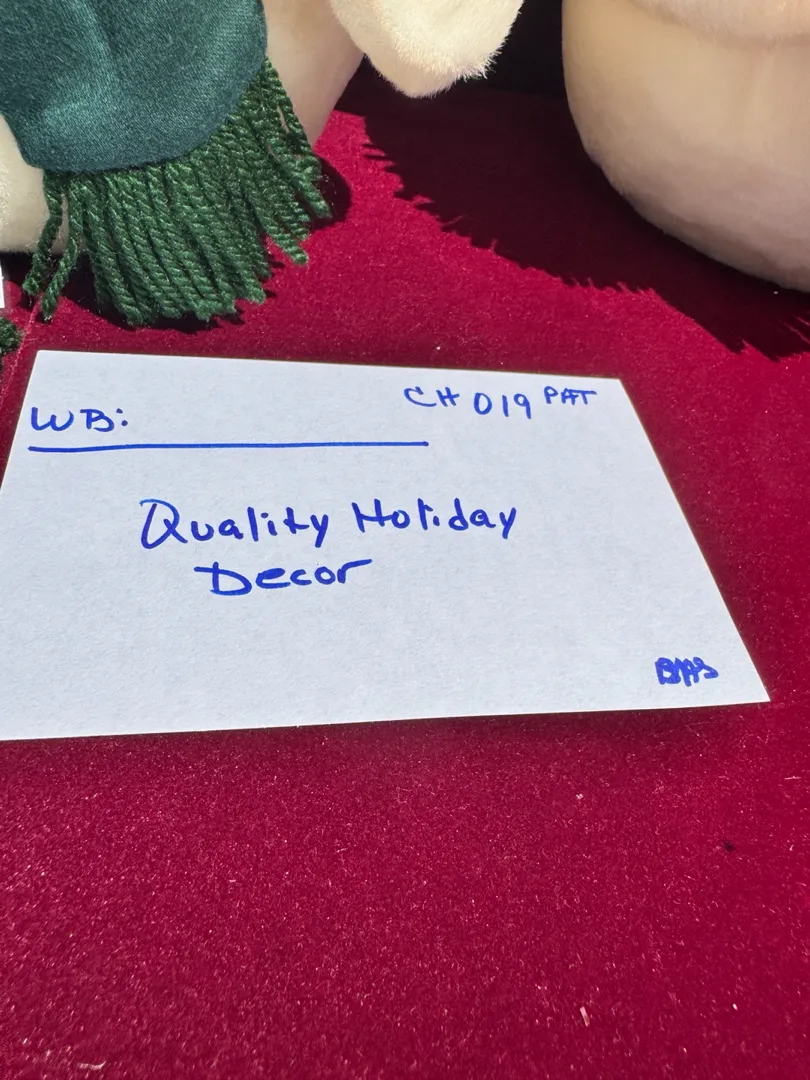 CH 019 PAT
WB:
Quality Holiday
Decor